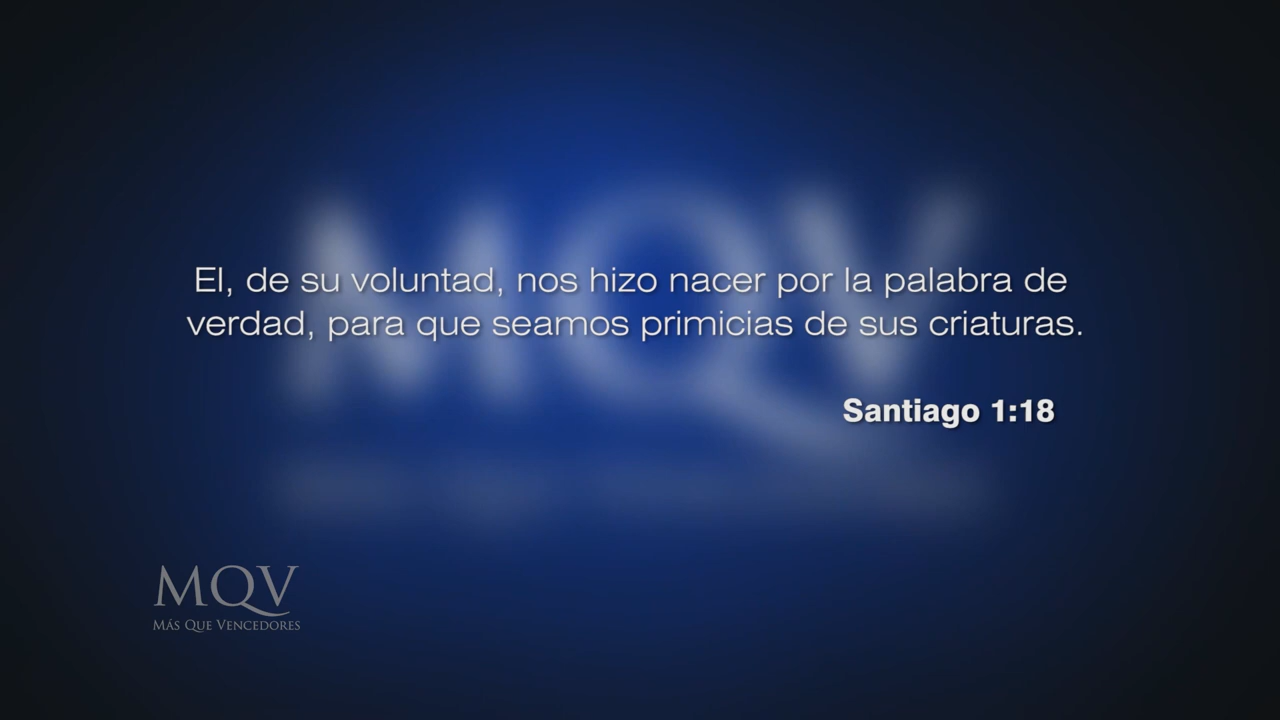 El, de su voluntad, nos hizo nacer por la palabra de
verdad, para que seamos primicias de sus criaturas.
Santiago 1:18
MQV
MÁS QUE VENCEDORES